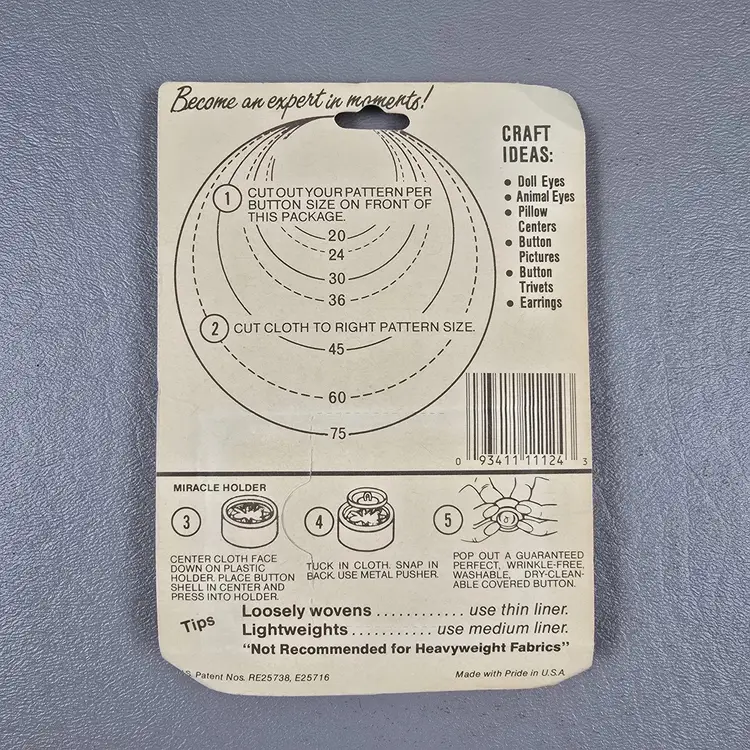 Become an expert in moments!
CRAFT
IDEAS:
• Doll Eyes
• Animal Eyes
• Pillow
Centers
• Button
Pictures
• Button
Trivets
• Earrings
1 CUT OUT YOUR PATTERN PER
BUTTON SIZE ON FRONT OF
THIS PACKAGE.
20
24
30
36
2 CUT CLOTH TO RIGHT PATTERN SIZE.
45
60
75
0 93411 11124 3
MIRACLE HOLDER
3
CENTER CLOTH FACE
DOWN ON PLASTIC
HOLDER. PLACE BUTTON
SHELL IN CENTER AND
PRESS INTO HOLDER.
4
TUCK IN CLOTH. SNAP IN
BACK. USE METAL PUSHER.
5
POP OUT A GUARANTEED
PERFECT, WRINKLE-FREE,
WASHABLE, DRY-CLEAN-
ABLE COVERED BUTTON.
Tips
Loosely wovens ........... use thin liner.
Lightweights .......... use medium liner.
"Not Recommended for Heavyweight Fabrics"
S. Patent Nos. RE25738, E25716
Made with Pride in U.S.A.